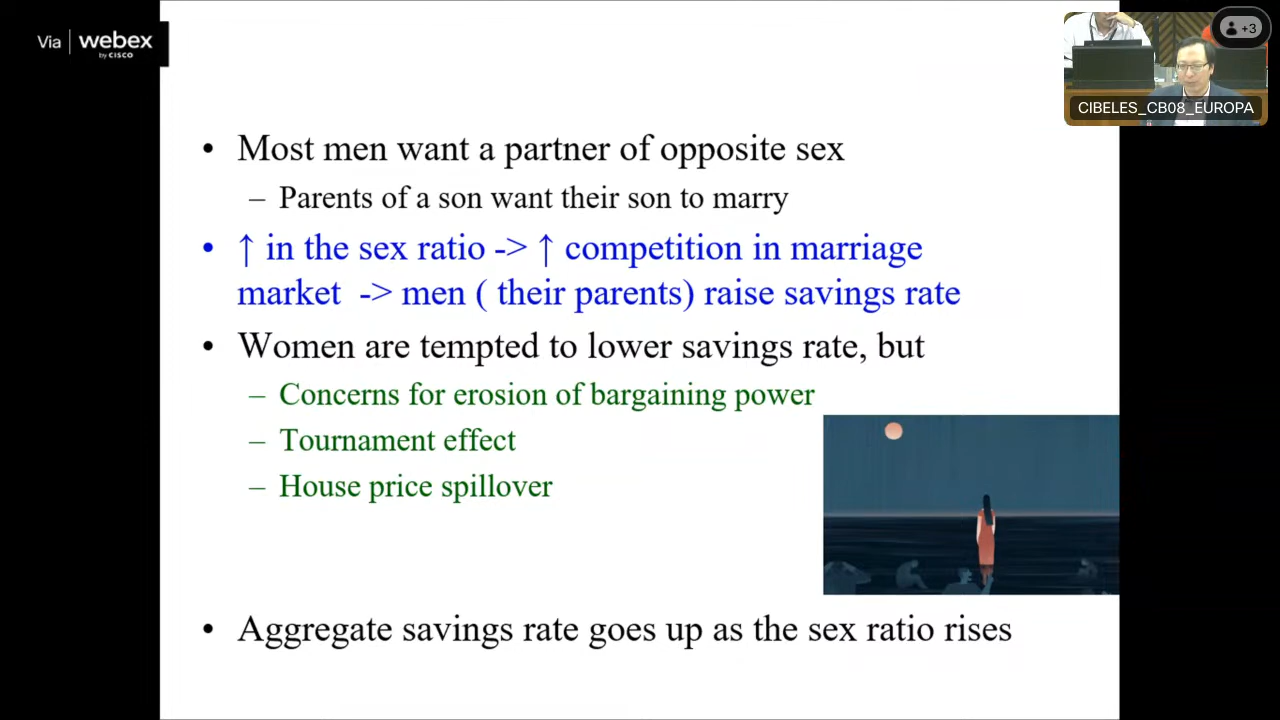 Via webex
by CISCO
+3
CIBELES_CB08_EUROPA
• Most men want a partner of opposite sex
– Parents of a son want their son to marry
• ↑ in the sex ratio -> ↑ competition in marriage
market -> men ( their parents) raise savings rate
• Women are tempted to lower savings rate, but
– Concerns for erosion of bargaining power
– Tournament effect
– House price spillover
• Aggregate savings rate goes up as the sex ratio rises